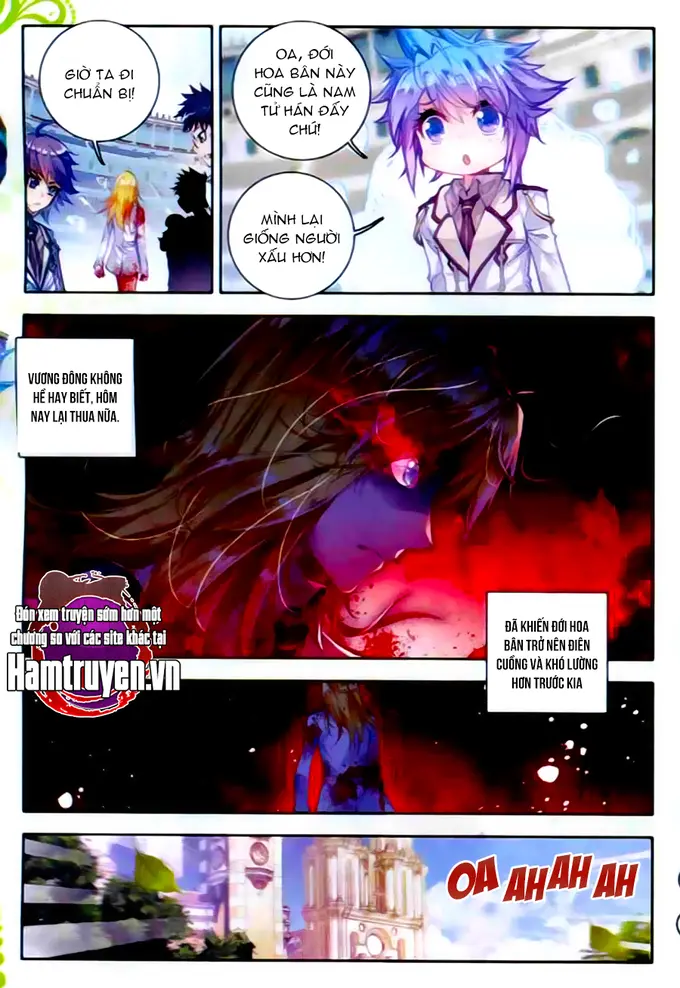 GIỜ TA ĐI
CHUẨN BỊ!
OA, ĐỚI
HOA BÂN NÀY
CŨNG LÀ NAM
TỬ HÁN ĐẤY
CHỨ!
MÌNH LẠI
GIỐNG NGƯỜI
XẤU HƠN!
VƯƠNG ĐÔNG KHÔNG
HỀ HAY BIẾT, HÔM
NAY LẠI THUA NỮA.
Đón xem truyện sớm hơn một
chương so với các site khác tại
Hamtruyen.vn
ĐÃ KHIẾN ĐỚI HOA
BÂN TRỞ NÊN ĐIÊN
CUỒNG VÀ KHÓ LƯỜNG
HƠN TRƯỚC KIA
OA AH AH AH